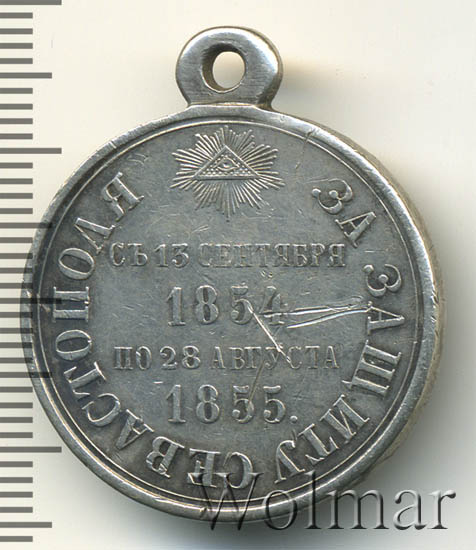 ЗА ЗАЩИТУ СЕВАСТОПОЛЯ
СЪ 13 СЕНТЯБРЯ
1854
ПО 28 АВГУСТА
1855.
Wolmar